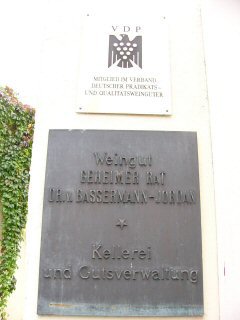 VDP
MITGLIED IM VERBAND
DEUTSCHER PRÄDIKATS-
UND QUALITÄTSWEINGÜTER
Weingut
GEHEIMER RAT
DR. V. BASSERMANN-JORDAN
Kellerei
und Gutsverwaltung